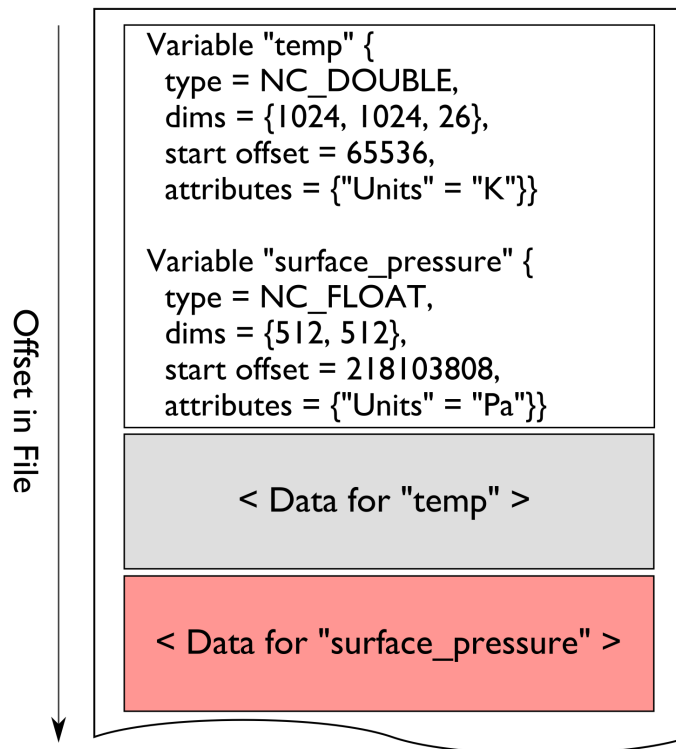 Offset in File
Variable "temp" {
type = NC_DOUBLE,
dims = {1024, 1024, 26},
start offset = 65536,
attributes = {"Units" = "K"}}
Variable "surface_pressure" {
type = NC_FLOAT,
dims = {512, 512},
start offset = 218103808,
attributes = {"Units" = "Pa"}}
< Data for "temp" >
< Data for "surface_pressure" >